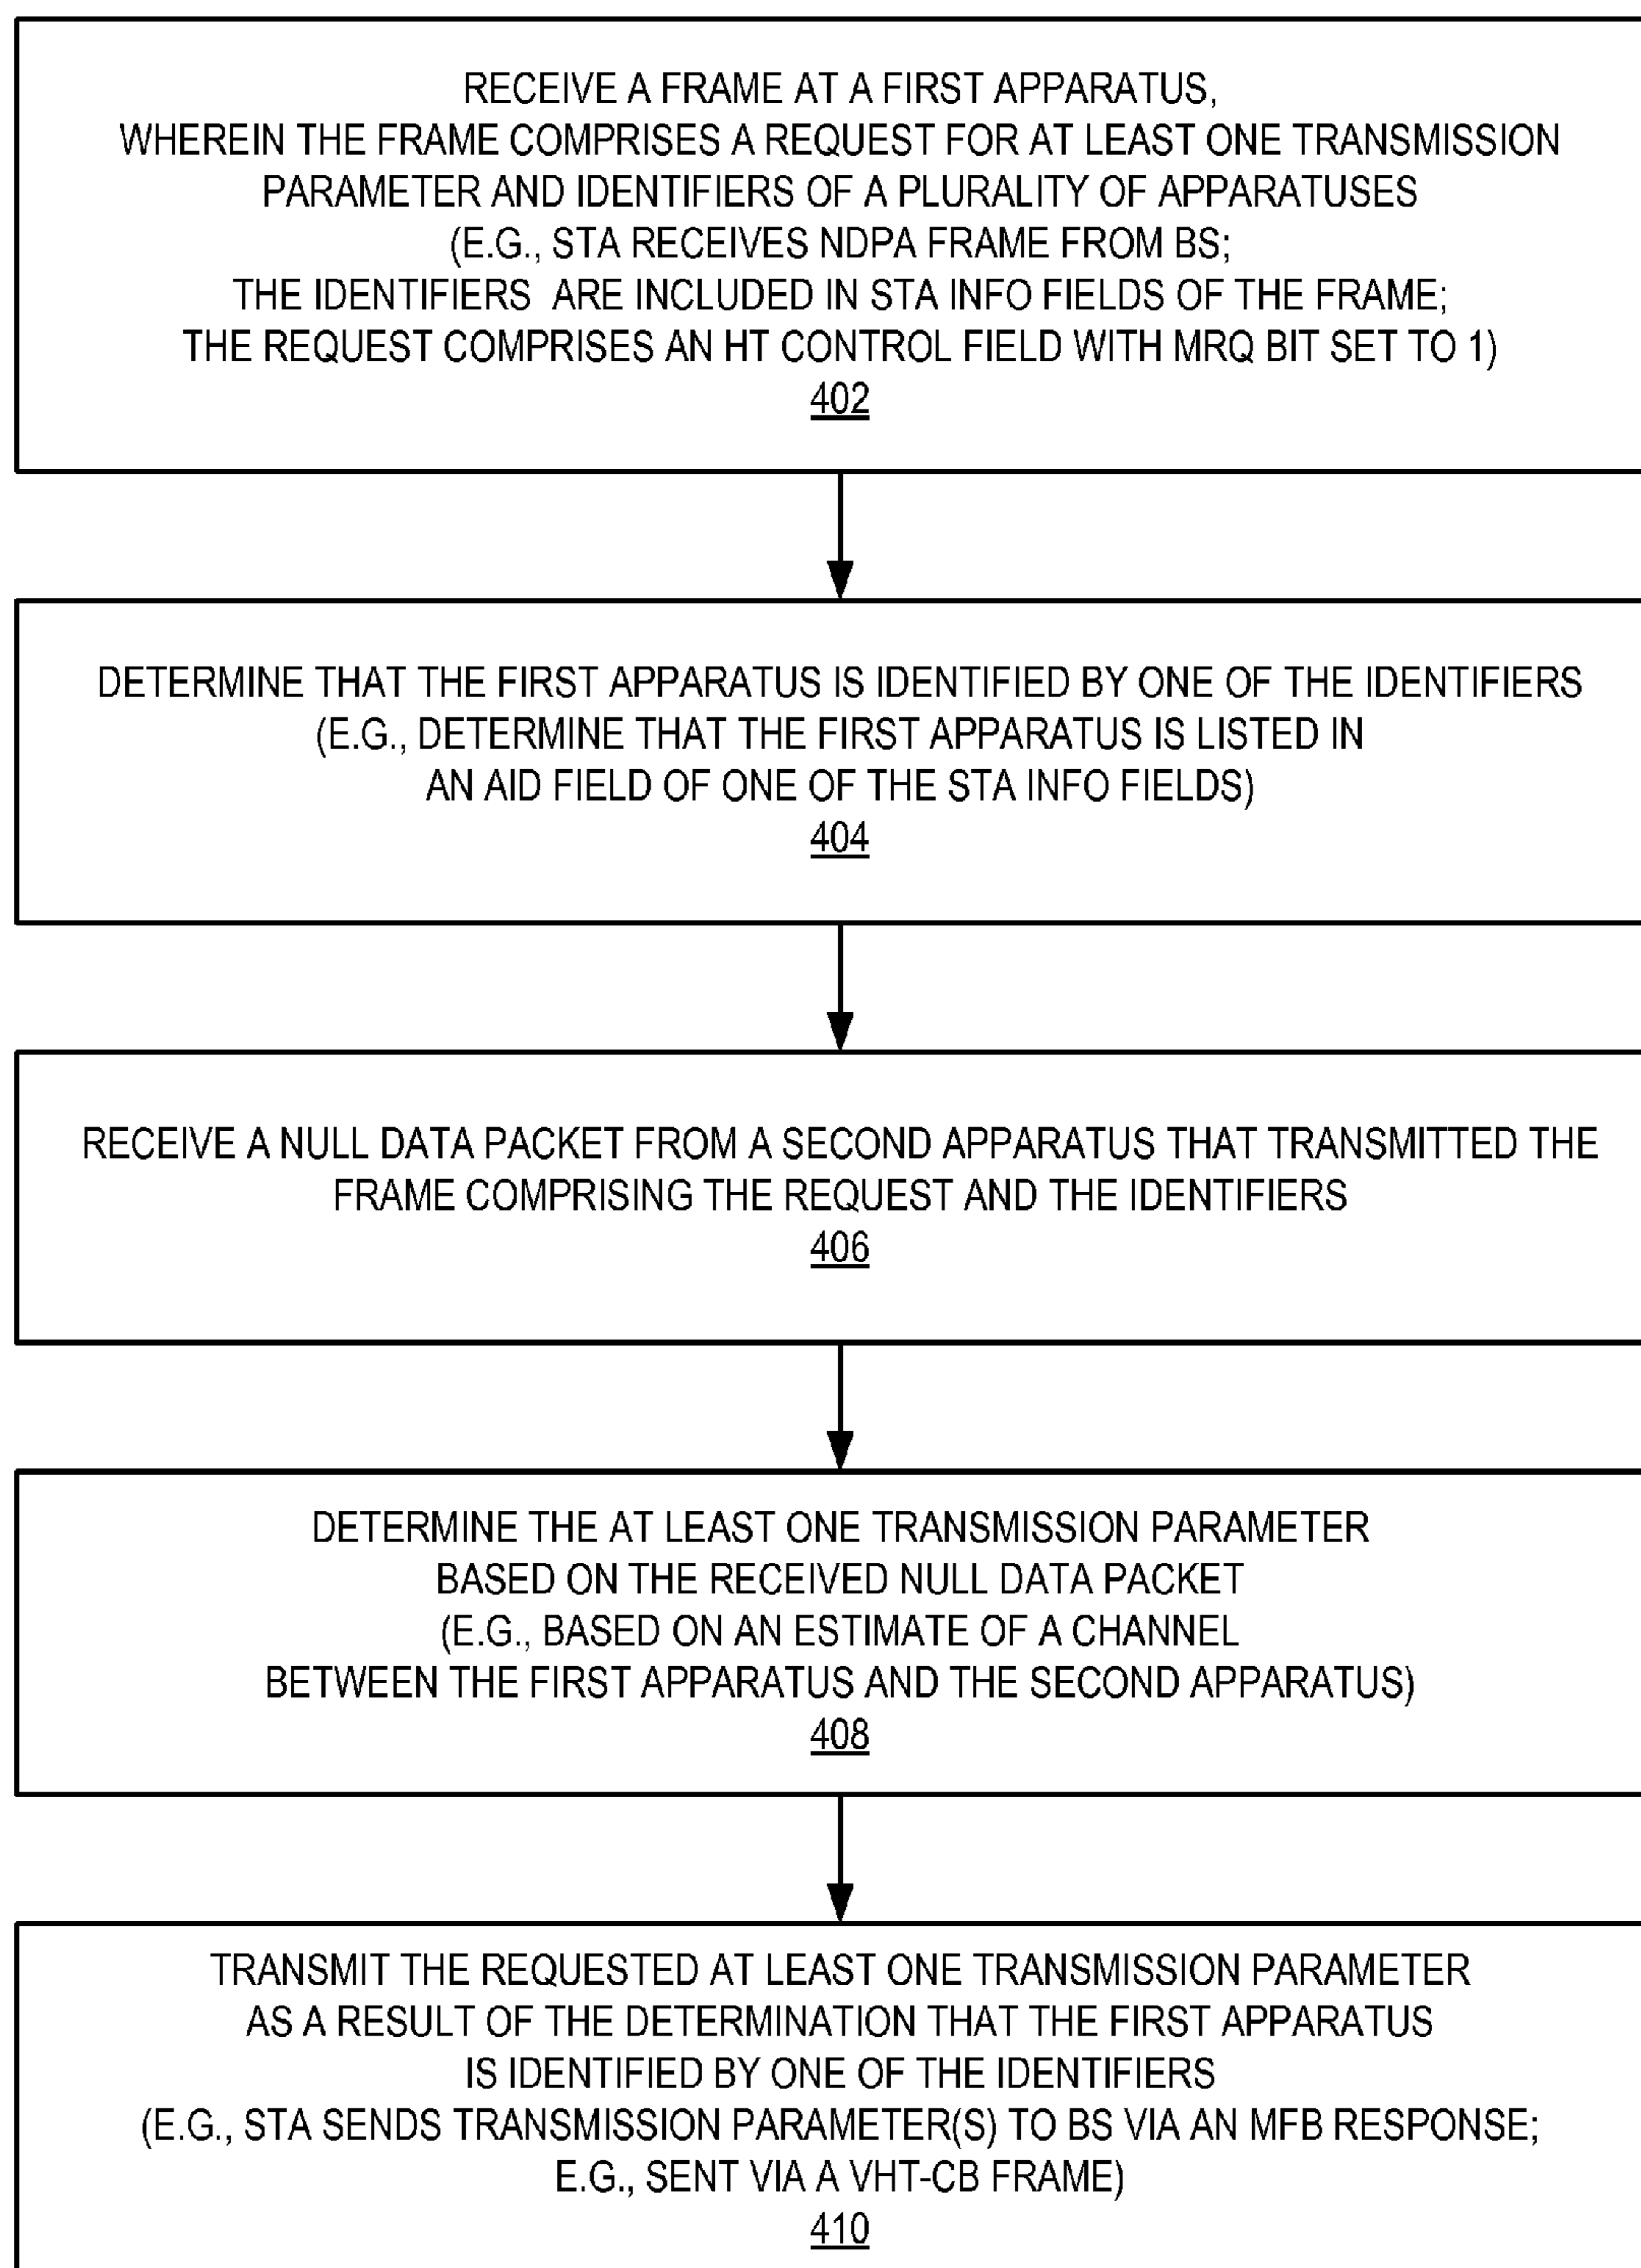 RECEIVE A FRAME AT A FIRST APPARATUS,
WHEREIN THE FRAME COMPRISES A REQUEST FOR AT LEAST ONE TRANSMISSION
PARAMETER AND IDENTIFIERS OF A PLURALITY OF APPARATUSES
(E.G., STA RECEIVES NDPA FRAME FROM BS;
THE IDENTIFIERS ARE INCLUDED IN STA INFO FIELDS OF THE FRAME;
THE REQUEST COMPRISES AN HT CONTROL FIELD WITH MRQ BIT SET TO 1)
402
DETERMINE THAT THE FIRST APPARATUS IS IDENTIFIED BY ONE OF THE IDENTIFIERS
(E.G., DETERMINE THAT THE FIRST APPARATUS IS LISTED IN
AN AID FIELD OF ONE OF THE STA INFO FIELDS)
404
RECEIVE A NULL DATA PACKET FROM A SECOND APPARATUS THAT TRANSMITTED THE
FRAME COMPRISING THE REQUEST AND THE IDENTIFIERS
406
DETERMINE THE AT LEAST ONE TRANSMISSION PARAMETER
BASED ON THE RECEIVED NULL DATA PACKET
(E.G., BASED ON AN ESTIMATE OF A CHANNEL
BETWEEN THE FIRST APPARATUS AND THE SECOND APPARATUS)
408
TRANSMIT THE REQUESTED AT LEAST ONE TRANSMISSION PARAMETER
AS A RESULT OF THE DETERMINATION THAT THE FIRST APPARATUS
IS IDENTIFIED BY ONE OF THE IDENTIFIERS
(E.G., STA SENDS TRANSMISSION PARAMETER(S) TO BS VIA AN MFB RESPONSE;
E.G., SENT VIA A VHT-CB FRAME)
410